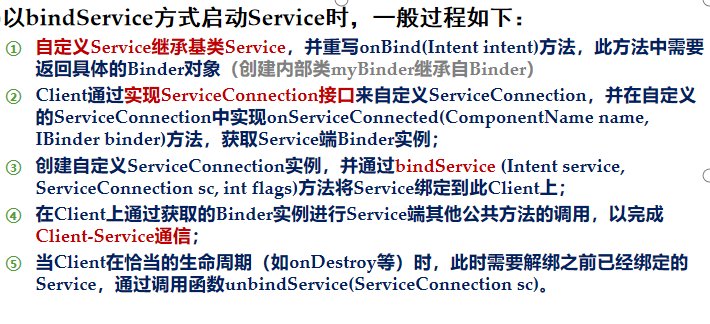 以bindService方式启动Service时，一般过程如下：
① 自定义Service继承基类Service，并重写onBind(Intent intent)方法，此方法中需要
返回具体的Binder对象（创建内部类myBinder继承自Binder）
② Client通过实现ServiceConnection接口来自定义ServiceConnection，并在自定义
的ServiceConnection中实现onServiceConnected(ComponentName name,
IBinder binder)方法，获取Service端Binder实例；
③ 创建自定义ServiceConnection实例，并通过bindService (Intent service,
ServiceConnection sc, int flags)方法将Service绑定到此Client上；
④ 在Client上通过获取的Binder实例进行Service端其他公共方法的调用，以完成
Client-Service通信；
⑤ 当Client在恰当的生命周期（如onDestroy等）时，此时需要解绑之前已经绑定的
Service，通过调用函数unbindService(ServiceConnection sc)。